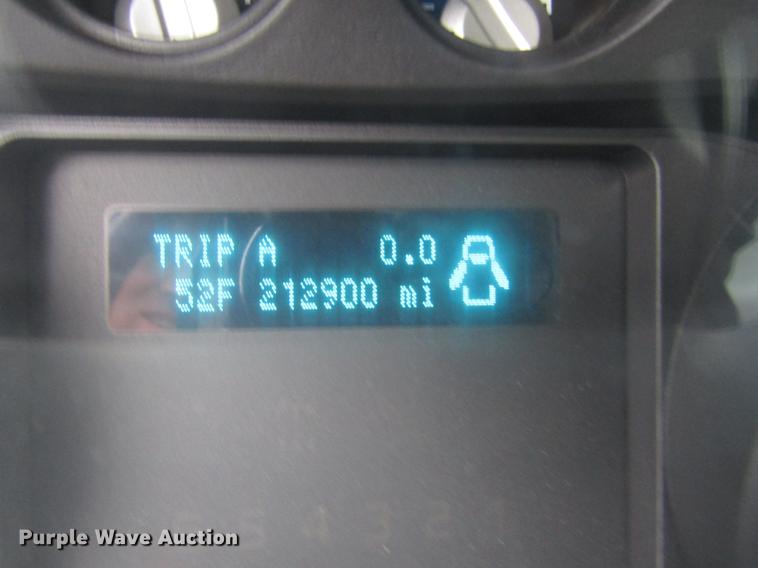 TRIP A 0.0
52F 212900 mi
Purple Wave Auction